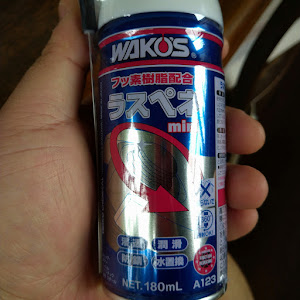 WAKO'S
フッ素樹脂配合
ラスペネ
mini
浸透 潤滑
防錆 水置換
NET.180mL A123